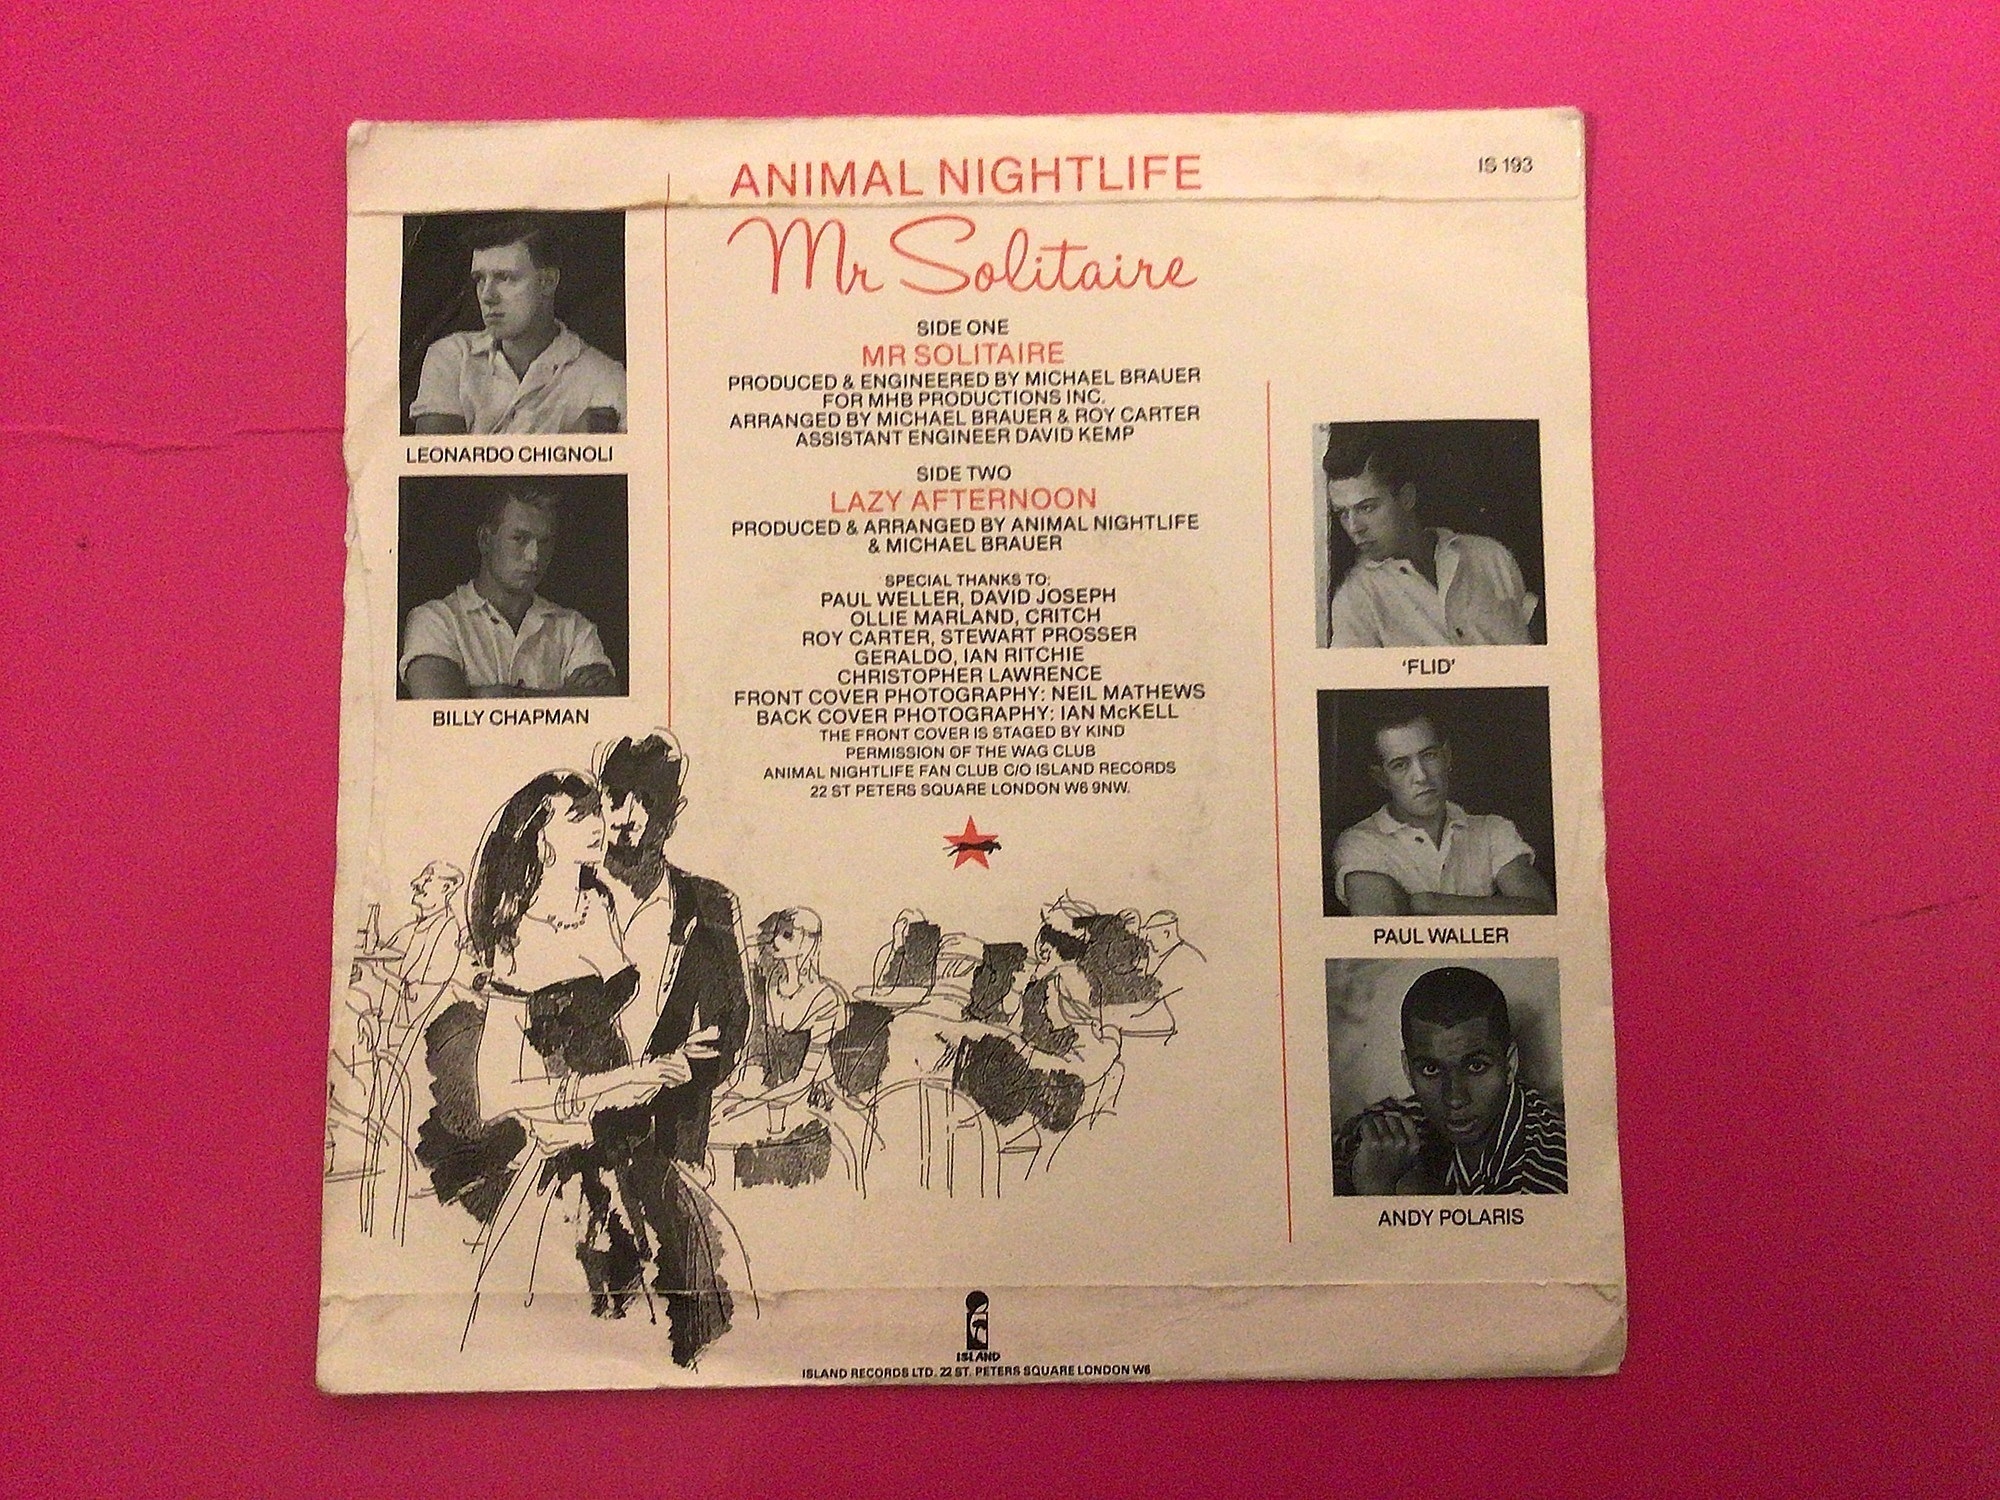 ANIMAL NIGHTLIFE
IS 193
Mr Solitaire
SIDE ONE
MR SOLITAIRE
PRODUCED & ENGINEERED BY MICHAEL BRAUER
FOR MHB PRODUCTIONS INC.
ARRANGED BY MICHAEL BRAUER & ROY CARTER
ASSISTANT ENGINEER DAVID KEMP
SIDE TWO
LAZY AFTERNOON
PRODUCED & ARRANGED BY ANIMAL NIGHTLIFE
& MICHAEL BRAUER
SPECIAL THANKS TO:
PAUL WELLER, DAVID JOSEPH
OLLIE MARLAND, CRITCH
ROY CARTER, STEWART PROSSER
GERALDO, IAN RITCHIE
CHRISTOPHER LAWRENCE
FRONT COVER PHOTOGRAPHY: NEIL MATHEWS
BACK COVER PHOTOGRAPHY: IAN McKELL
THE FRONT COVER IS STAGED BY KIND
PERMISSION OF THE WAG CLUB
ANIMAL NIGHTLIFE FAN CLUB C/O ISLAND RECORDS
22 ST PETERS SQUARE LONDON W6 9NW.
LEONARDO CHIGNOLI
BILLY CHAPMAN
'FLID'
PAUL WALLER
ANDY POLARIS
ISLAND
ISLAND RECORDS LTD. 22 ST. PETERS SQUARE LONDON W6